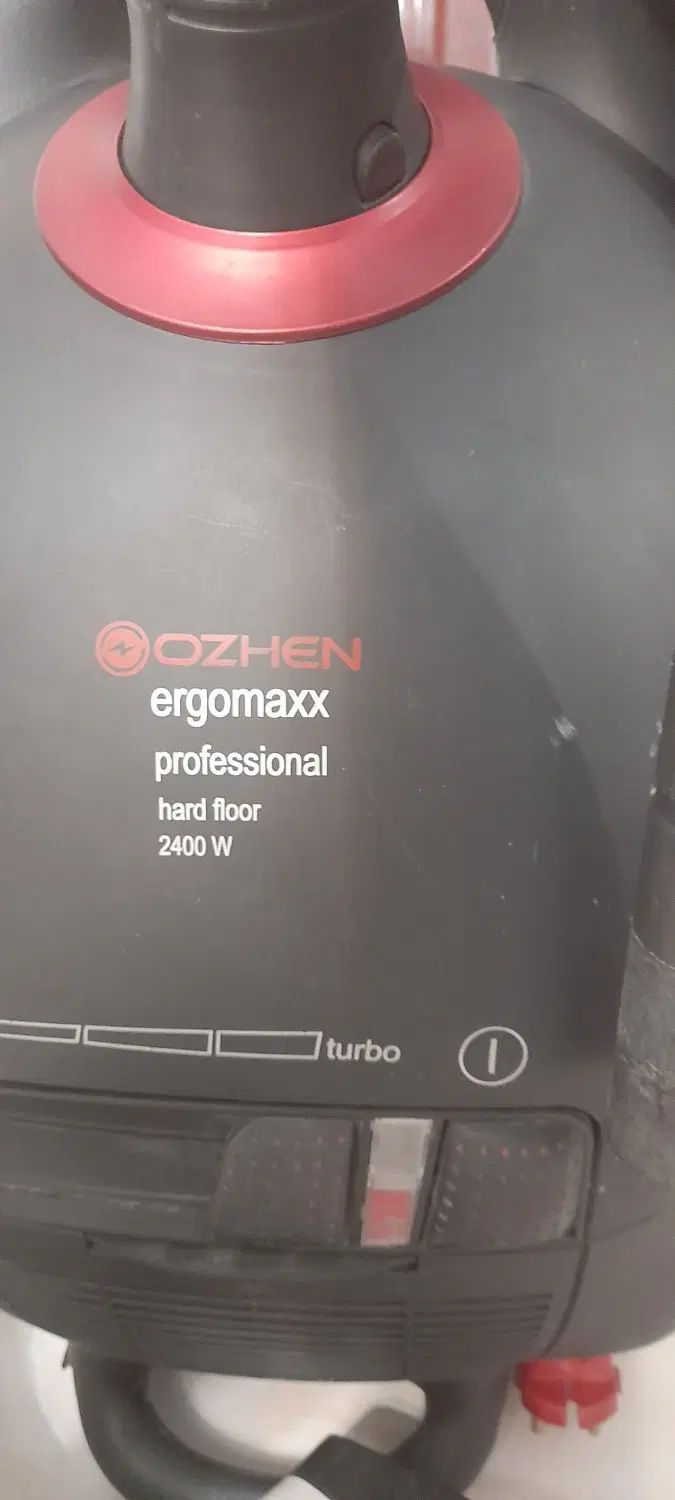 OZHEN
ergomaxx
professional
hard floor
2400 W
turbo